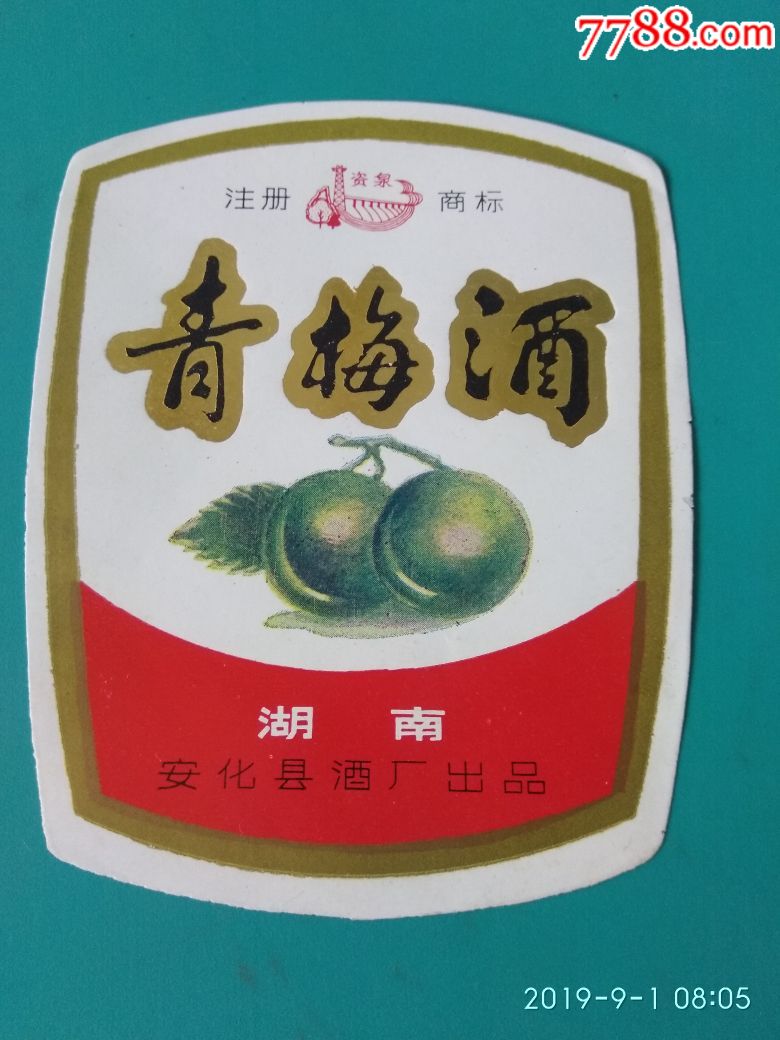 7788.com
注册 资泉 商标
青梅酒
湖南
安化县酒厂出品
2019-9-1 08:05